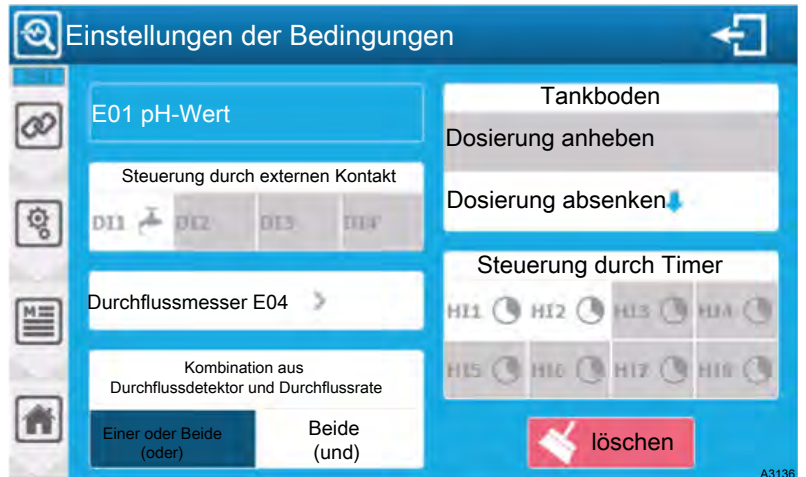 Einstellungen der Bedingungen
E01 pH-Wert
Steuerung durch externen Kontakt
DI1 DI2 DI3 DI4
Durchflussmesser E04 >
Kombination aus
Durchflussdetektor und Durchflussrate
Einer oder Beide
(oder)
Beide
(und)
Tankboden
Dosierung anheben
Dosierung absenken
Steuerung durch Timer
HI1 HI2 HI3 HI4
HI5 HI6 HI7 HI8
löschen
A3136